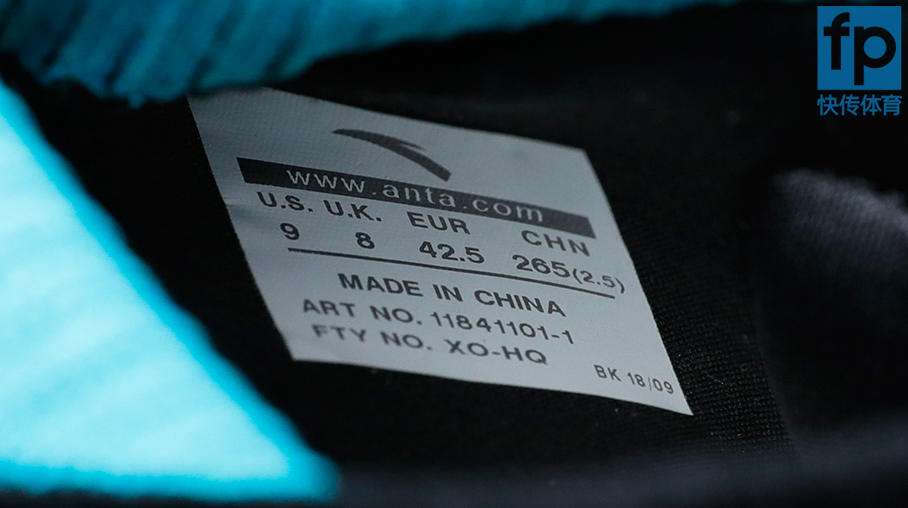 fp
快传体育
www.anta.com
U.S. U.K. EUR CHN
9 8 42.5 265(2.5)
MADE IN CHINA
ART NO. 11841101-1
FTY NO. XO-HQ
BK 18/09